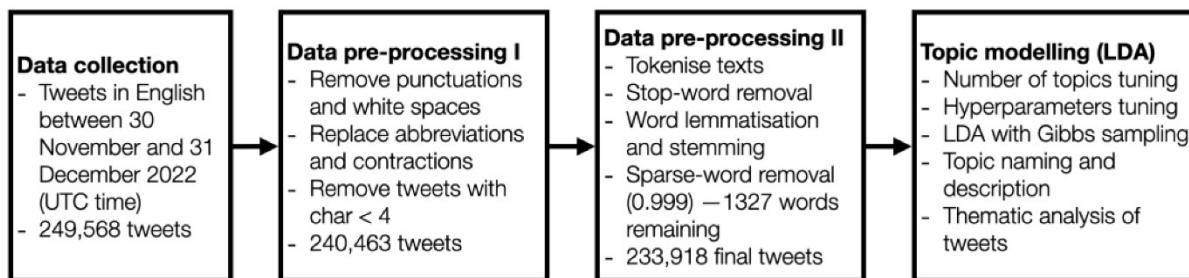 Data collection
- Tweets in English
between 30
November and 31
December 2022
(UTC time)
- 249,568 tweets
Data pre-processing I
- Remove punctuations
and white spaces
- Replace abbreviations
and contractions
- Remove tweets with
char < 4
- 240,463 tweets
Data pre-processing II
- Tokenise texts
- Stop-word removal
- Word lemmatisation
and stemming
- Sparse-word removal
(0.999) —1327 words
remaining
- 233,918 final tweets
Topic modelling (LDA)
- Number of topics tuning
- Hyperparameters tuning
- LDA with Gibbs sampling
- Topic naming and
description
- Thematic analysis of
tweets